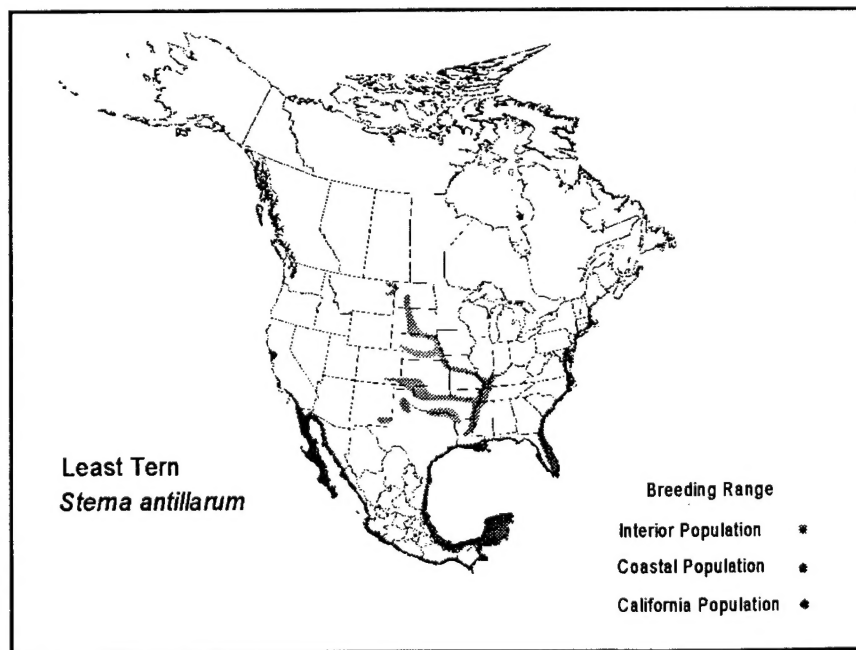 Least Tern
Sterna antillarum
Breeding Range
Interior Population
Coastal Population
California Population